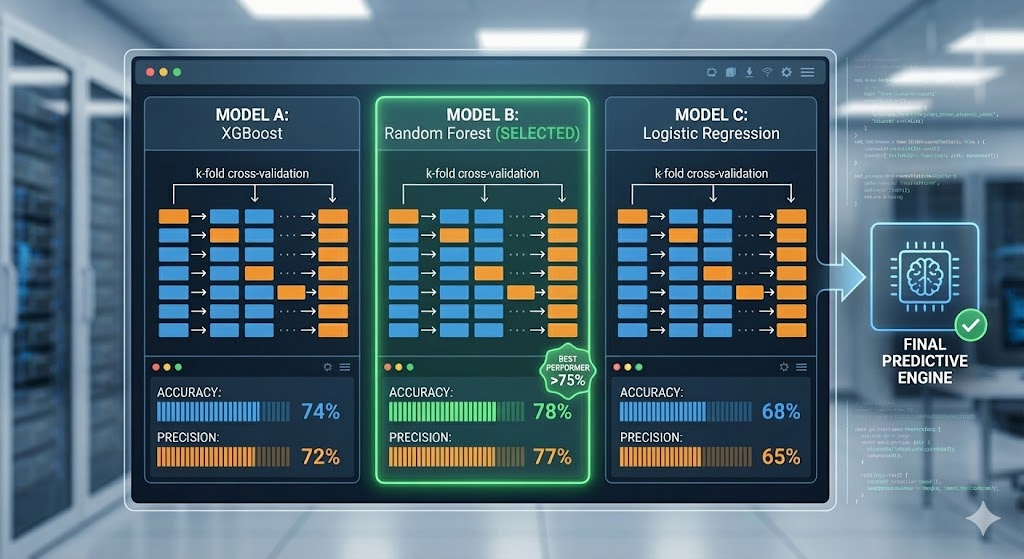 MODEL A:
XGBoost
k-fold cross-validation
ACCURACY:
74%
PRECISION:
72%
MODEL B:
Random Forest (SELECTED)
k-fold cross-validation
BEST
PERFORMER
>75%
ACCURACY:
78%
PRECISION:
77%
MODEL C:
Logistic Regression
k-fold cross-validation
ACCURACY:
68%
PRECISION:
65%
FINAL
PREDICTIVE
ENGINE